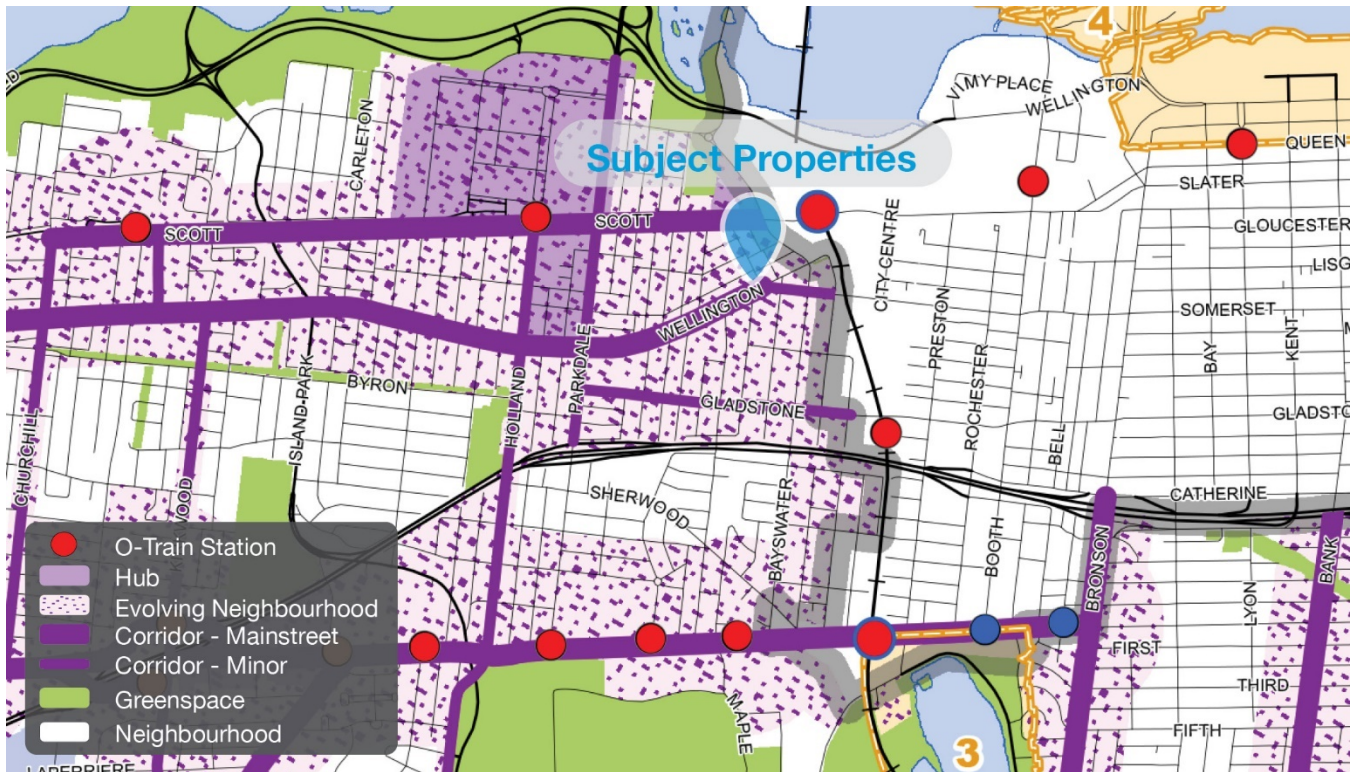 4
VIMY PLACE
WELLINGTON
QUEEN
CARLETON
Subject Properties
SLATER
SCOTT
SCOTT
CITY CENTRE
GLOUCESTER
LISG
WELLINGTON
PRESTON
SOMERSET
BAY
KENT
ISLAND PARK
PARKDALE
BYRON
HOLLAND
GLADSTONE
ROCHESTER
BELL
GLADSTO
CHURCHILL
SHERWOOD
BAYSWATER
CATHERINE
BOOTH
BRONSON
BANK
LYON
FIRST
THIRD
MAPLE
FIFTH
3
O-Train Station
Hub
Evolving Neighbourhood
Corridor - Mainstreet
Corridor - Minor
Greenspace
Neighbourhood